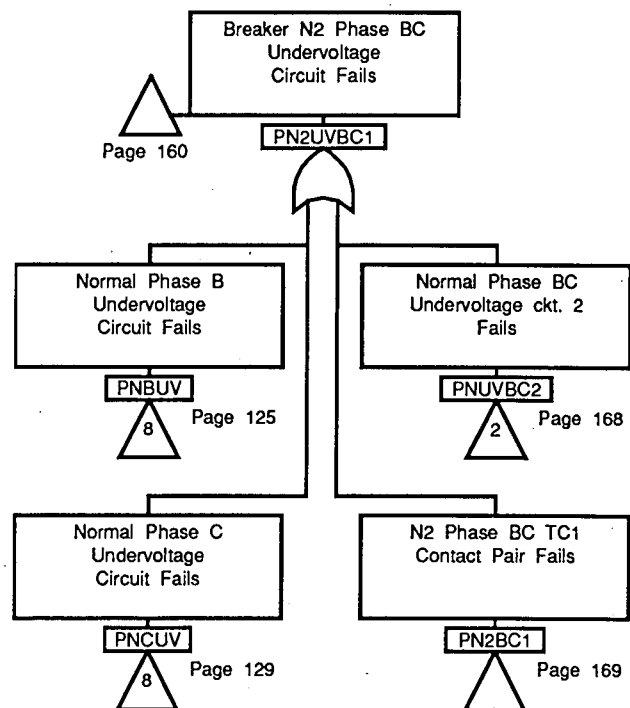 Breaker N2 Phase BC
Undervoltage
Circuit Fails
Page 160
PN2UVBC1
Normal Phase B
Undervoltage
Circuit Fails
PNBUV
8
Page 125
Normal Phase BC
Undervoltage ckt. 2
Fails
PNUVBC2
2
Page 168
Normal Phase C
Undervoltage
Circuit Fails
PNCUV
8
Page 129
N2 Phase BC TC1
Contact Pair Fails
PN2BC1
Page 169